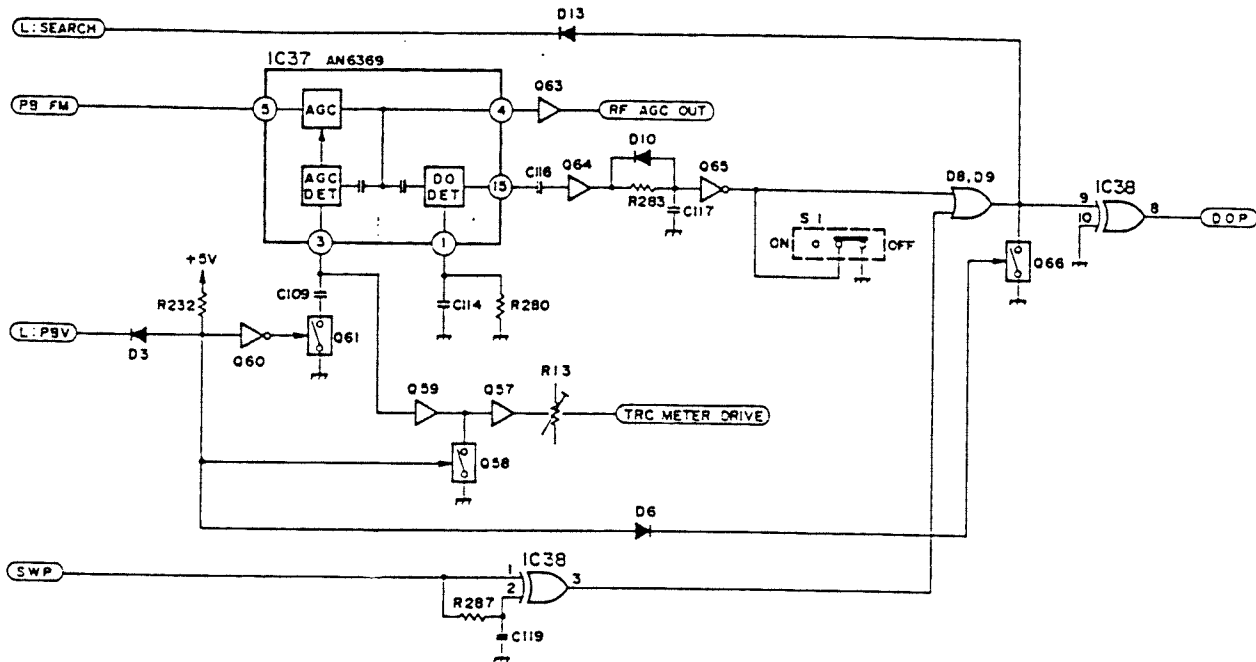 D13
L:SEARCH
IC37 AN6369
Q63
PB FM
5
AGC
4
RF AGC OUT
D10
C116
Q64
Q65
AGC DET
DO DET
15
R283
C117
D8,D9
IC38
9
10
8
DOP
S1
ON
OFF
3
1
Q66
+5V
C109
C114
R280
R232
L:PBV
D3
Q60
Q61
Q59
Q57
R13
TRC METER DRIVE
Q58
D6
IC38
SWP
1
2
3
R287
C119